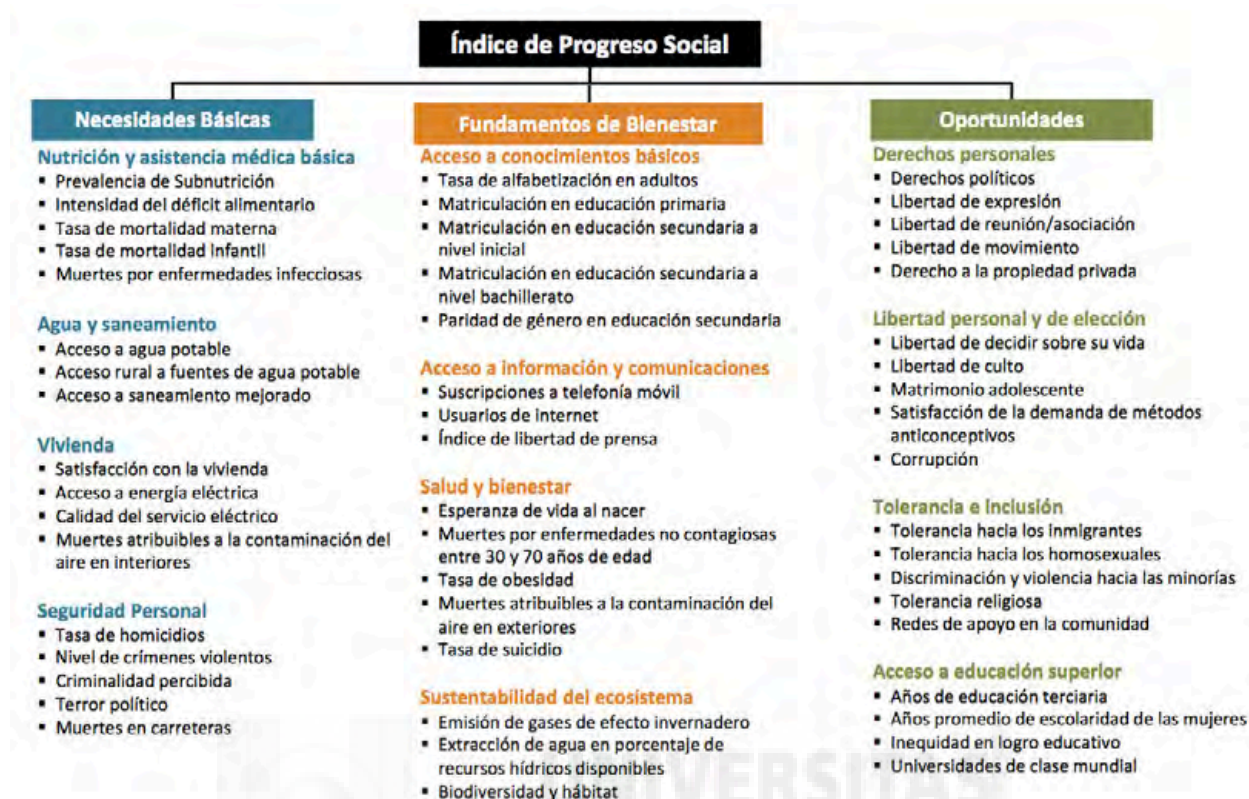 Índice de Progreso Social
Necesidades Básicas
Nutrición y asistencia médica básica
▪ Prevalencia de Subnutrición
▪ Intensidad del déficit alimentario
▪ Tasa de mortalidad materna
▪ Tasa de mortalidad infantil
▪ Muertes por enfermedades infecciosas
Agua y saneamiento
▪ Acceso a agua potable
▪ Acceso rural a fuentes de agua potable
▪ Acceso a saneamiento mejorado
Vivienda
▪ Satisfacción con la vivienda
▪ Acceso a energía eléctrica
▪ Calidad del servicio eléctrico
▪ Muertes atribuibles a la contaminación del
aire en interiores
Seguridad Personal
▪ Tasa de homicidios
▪ Nivel de crímenes violentos
▪ Criminalidad percibida
▪ Terror político
▪ Muertes en carreteras
Fundamentos de Bienestar
Acceso a conocimientos básicos
▪ Tasa de alfabetización en adultos
▪ Matriculación en educación primaria
▪ Matriculación en educación secundaria a
nivel inicial
▪ Matriculación en educación secundaria a
nivel bachillerato
▪ Paridad de género en educación secundaria
Acceso a información y comunicaciones
▪ Suscripciones a telefonía móvil
▪ Usuarios de internet
▪ Índice de libertad de prensa
Salud y bienestar
▪ Esperanza de vida al nacer
▪ Muertes por enfermedades no contagiosas
entre 30 y 70 años de edad
▪ Tasa de obesidad
▪ Muertes atribuibles a la contaminación del
aire en exteriores
▪ Tasa de suicidio
Sustentabilidad del ecosístema
▪ Emisión de gases de efecto invernadero
▪ Extracción de agua en porcentaje de
recursos hídricos disponibles
▪ Biodiversidad y hábitat
Oportunidades
Derechos personales
▪ Derechos políticos
▪ Libertad de expresión
▪ Libertad de reunión/asociación
▪ Libertad de movimiento
▪ Derecho a la propiedad privada
Libertad personal y de elección
▪ Libertad de decidir sobre su vida
▪ Libertad de culto
▪ Matrimonio adolescente
▪ Satisfacción de la demanda de métodos
anticonceptivos
▪ Corrupción
Tolerancia e inclusión
▪ Tolerancia hacia los inmigrantes
▪ Tolerancia hacia los homosexuales
▪ Discriminación y violencia hacia las minorías
▪ Tolerancia religiosa
▪ Redes de apoyo en la comunidad
Acceso a educación superior
▪ Años de educación terciaria
▪ Años promedio de escolaridad de las mujeres
▪ Inequidad en logro educativo
▪ Universidades de clase mundial
UNIVERSITAS